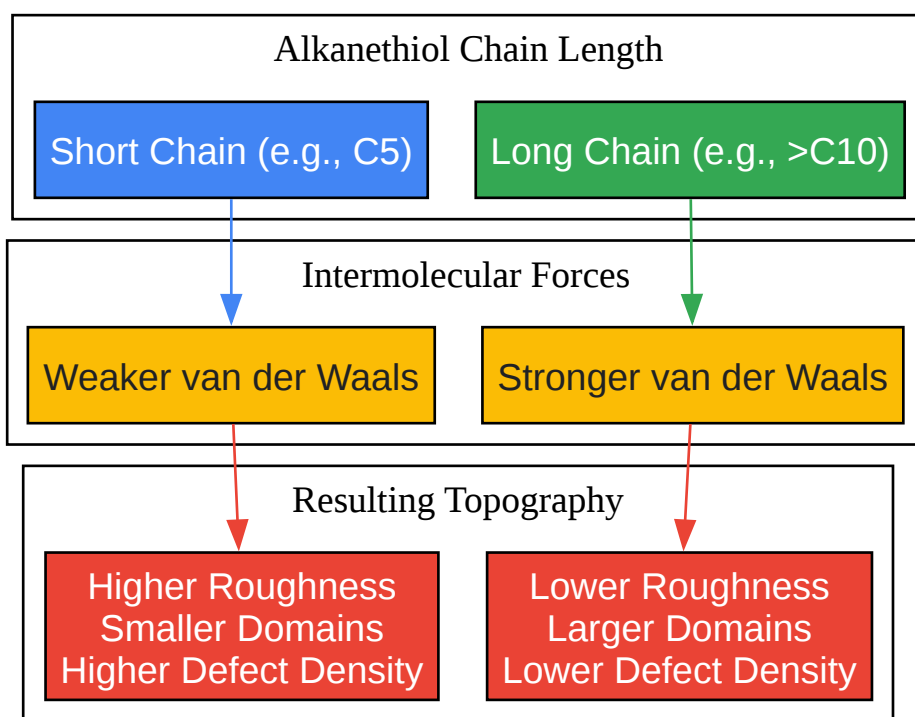 Alkanethiol Chain Length
Short Chain (e.g., C5)
Long Chain (e.g., >C10)
Intermolecular Forces
Weaker van der Waals
Stronger van der Waals
Resulting Topography
Higher Roughness
Smaller Domains
Higher Defect Density
Lower Roughness
Larger Domains
Lower Defect Density